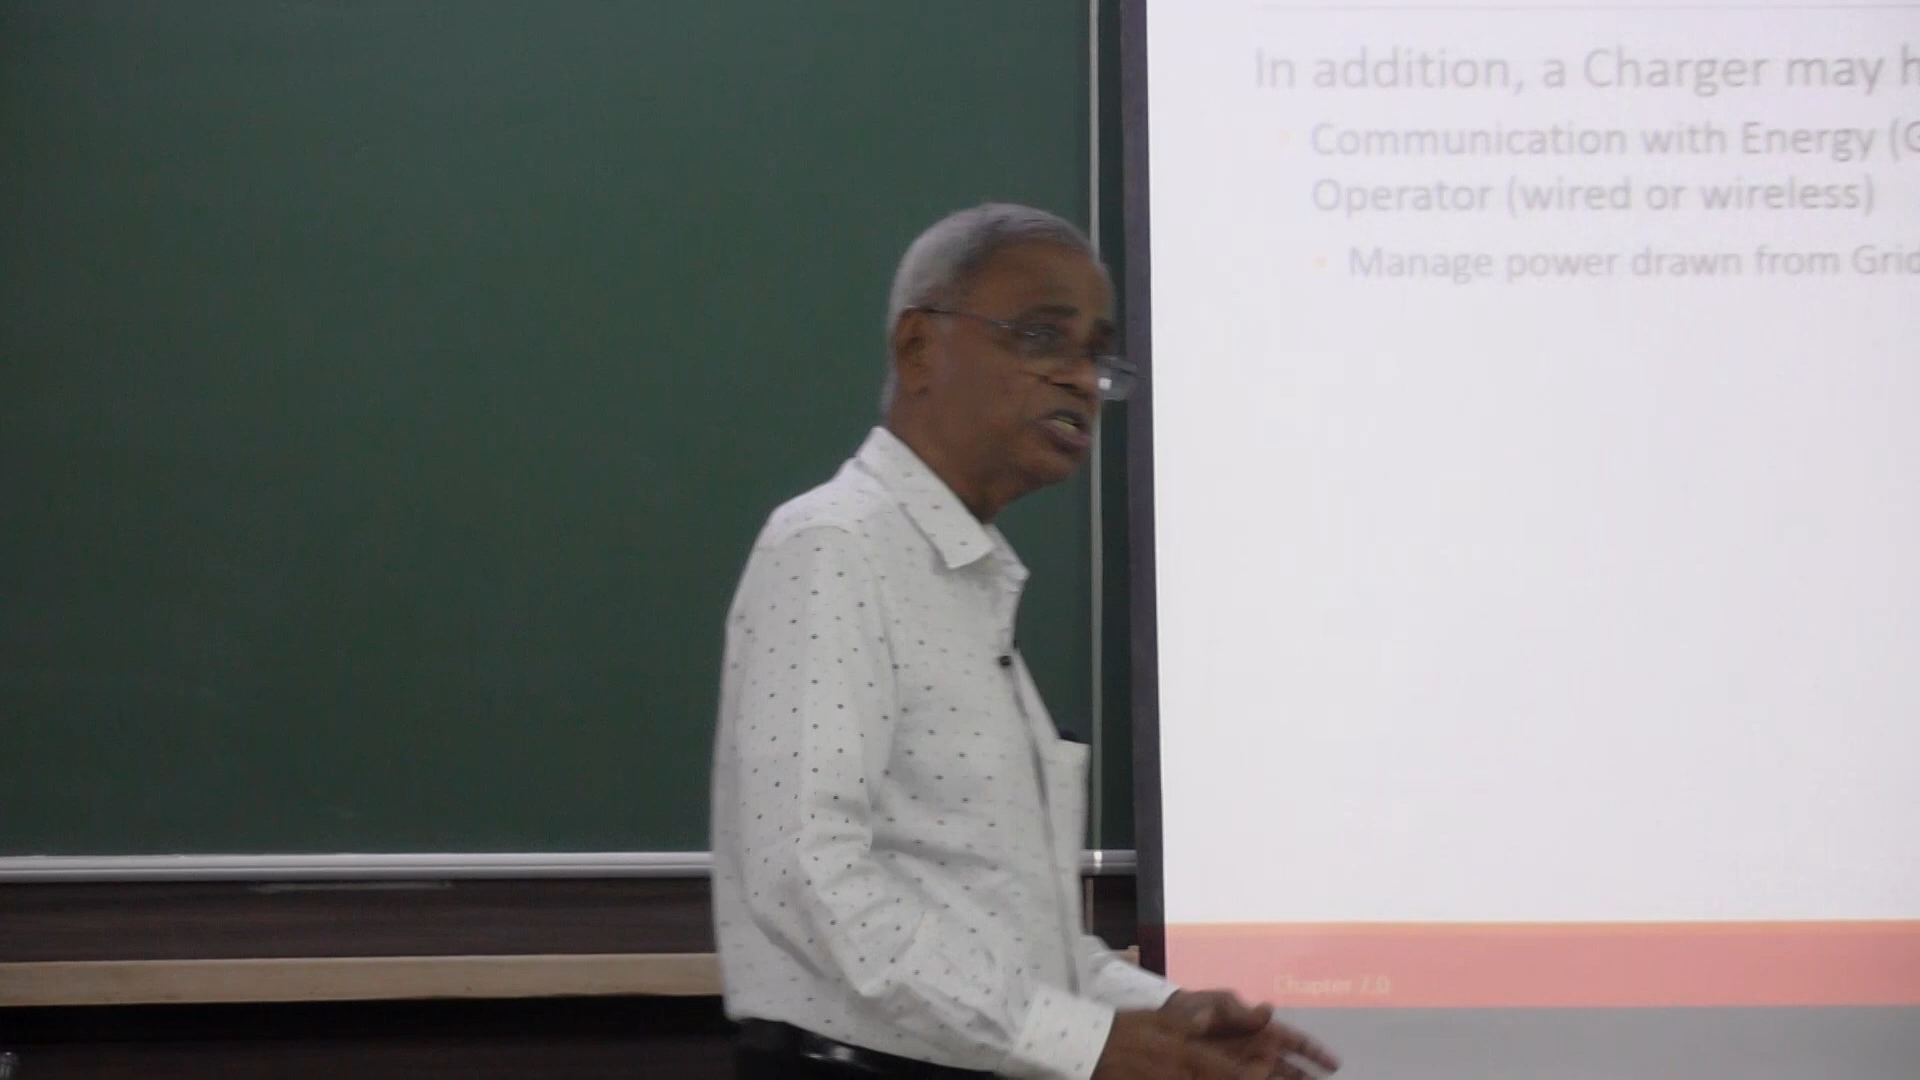 In addition, a Charger may h
Communication with Energy (G
Operator (wired or wireless)
Manage power drawn from Grid
Chapter 7.0